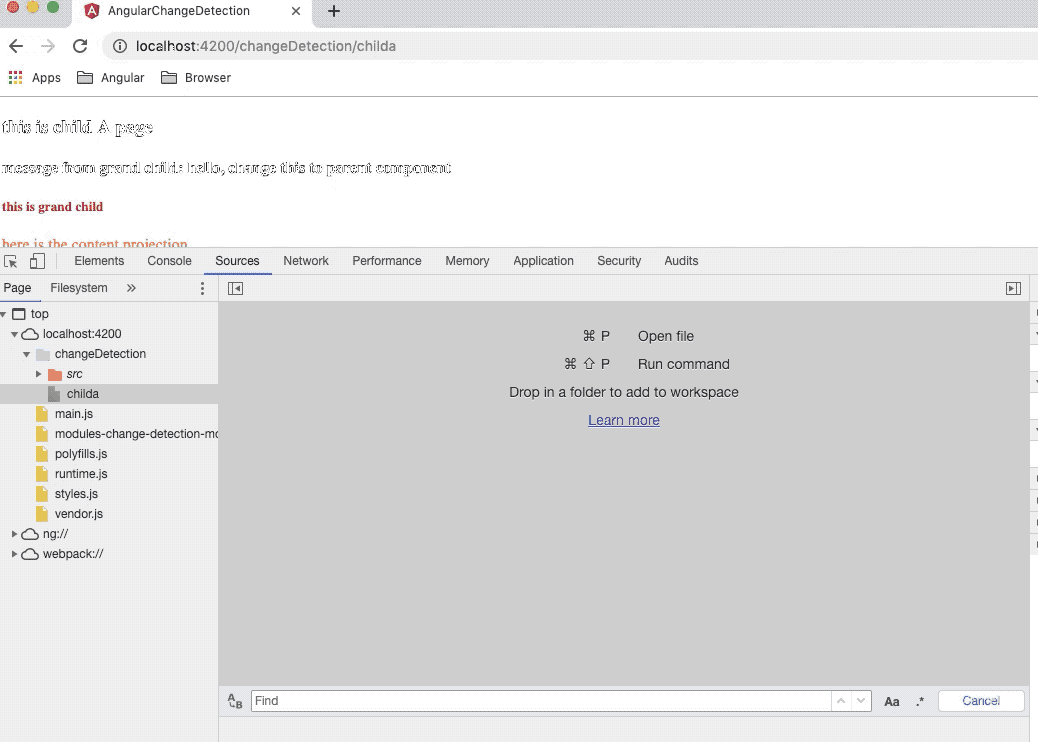 AngularChangeDetection
localhost:4200/changeDetection/childa
Apps Angular Browser
this is child A page
message from grand child: hello, change this to parent component
this is grand child
here is the content projection
Elements Console Sources Network Performance Memory Application Security Audits
Page Filesystem »
top
localhost:4200
changeDetection
src
childa
main.js
modules-change-detection-mo
polyfills.js
runtime.js
styles.js
vendor.js
ng://
webpack://
⌘ P Open file
⌘ ⇧ P Run command
Drop in a folder to add to workspace
Learn more
Find Aa .* Cancel